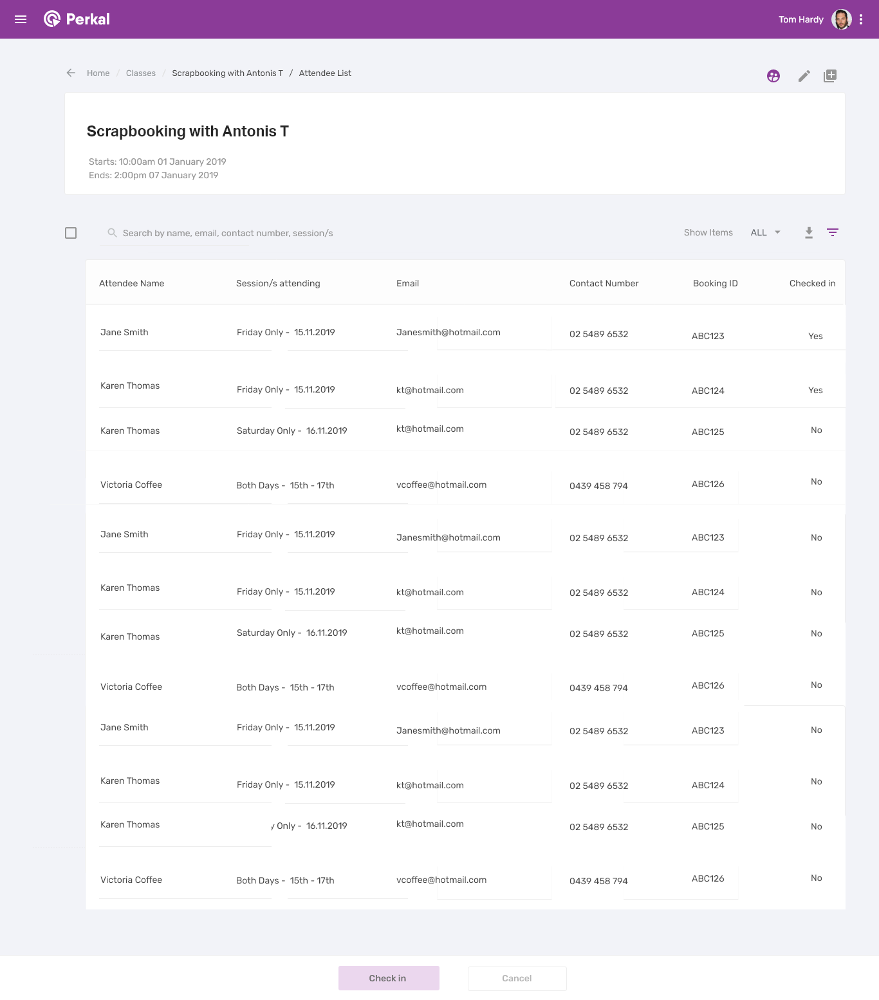 Perkal
Tom Hardy
Home / Classes / Scrapbooking with Antonis T / Attendee List
Scrapbooking with Antonis T
Starts: 10:00am 01 January 2019
Ends: 2:00pm 07 January 2019
Search by name, email, contact number, session/s
Show Items ALL
Attendee Name Session/s attending Email Contact Number Booking ID Checked in
Jane Smith Friday Only - 15.11.2019 Janesmith@hotmail.com 02 5489 6532 ABC123 Yes
Karen Thomas Friday Only - 15.11.2019 kt@hotmail.com 02 5489 6532 ABC124 Yes
Karen Thomas Saturday Only - 16.11.2019 kt@hotmail.com 02 5489 6532 ABC125 No
Victoria Coffee Both Days - 15th - 17th vcoffee@hotmail.com 0439 458 794 ABC126 No
Jane Smith Friday Only - 15.11.2019 Janesmith@hotmail.com 02 5489 6532 ABC123 No
Karen Thomas Friday Only - 15.11.2019 kt@hotmail.com 02 5489 6532 ABC124 No
Karen Thomas Saturday Only - 16.11.2019 kt@hotmail.com 02 5489 6532 ABC125 No
Victoria Coffee Both Days - 15th - 17th vcoffee@hotmail.com 0439 458 794 ABC126 No
Jane Smith Friday Only - 15.11.2019 Janesmith@hotmail.com 02 5489 6532 ABC123 No
Karen Thomas Friday Only - 15.11.2019 kt@hotmail.com 02 5489 6532 ABC124 No
Karen Thomas y Only - 16.11.2019 kt@hotmail.com 02 5489 6532 ABC125 No
Victoria Coffee Both Days - 15th - 17th vcoffee@hotmail.com 0439 458 794 ABC126 No
Check in Cancel